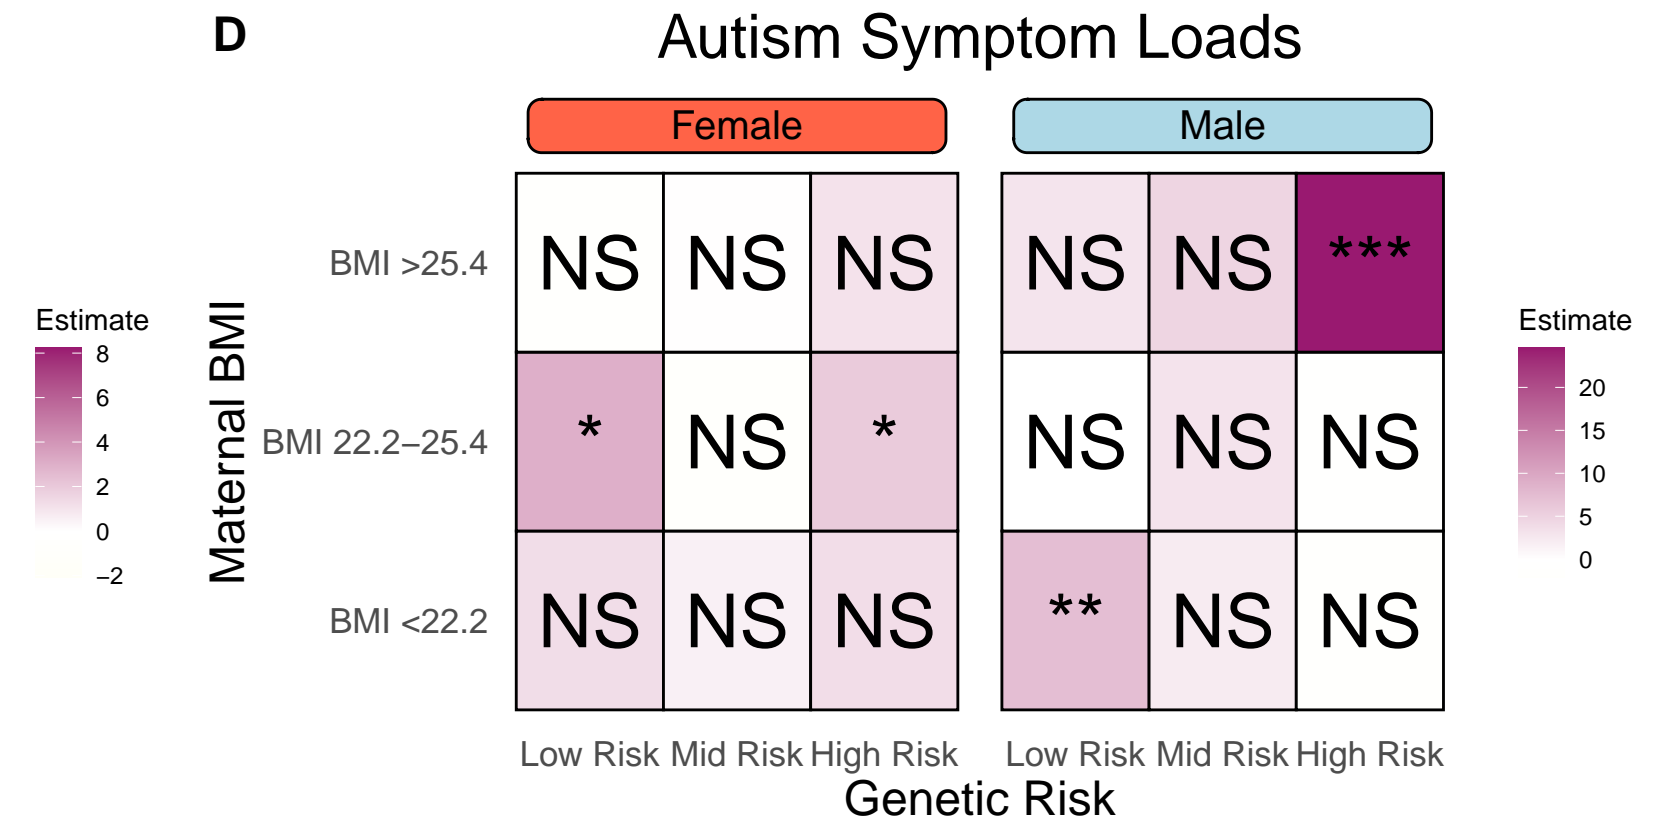 D
Autism Symptom Loads
Female
Male
BMI >25.4
NS
NS
NS
NS
NS
***
BMI 22.2–25.4
*
NS
*
NS
NS
NS
BMI <22.2
NS
NS
NS
**
NS
NS
Maternal BMI
Low Risk
Mid Risk
High Risk
Low Risk
Mid Risk
High Risk
Genetic Risk
Estimate
8
6
4
2
0
−2
Estimate
20
15
10
5
0